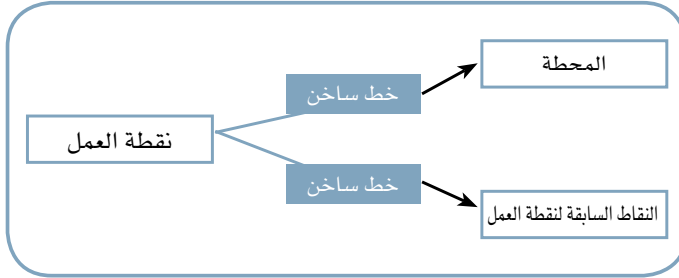 المحطة
خط ساخن
نقطة العمل
خط ساخن
النقاط السابقة لنقطة العمل